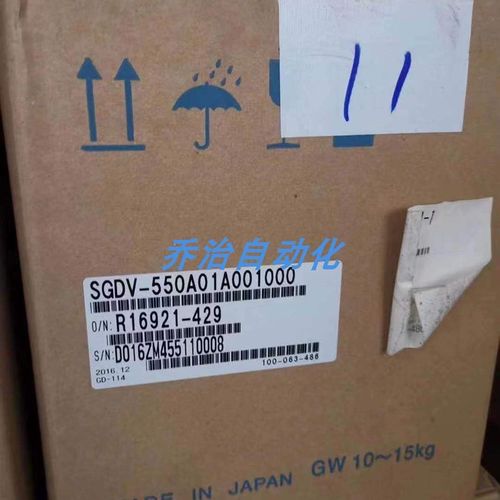 11
乔治自动化
SGDV-550A01A001000
O/N: R16921-429
S/N: D016ZM455110008
2016.12
GD-114
100-063-486
IN JAPAN GW 10～15kg